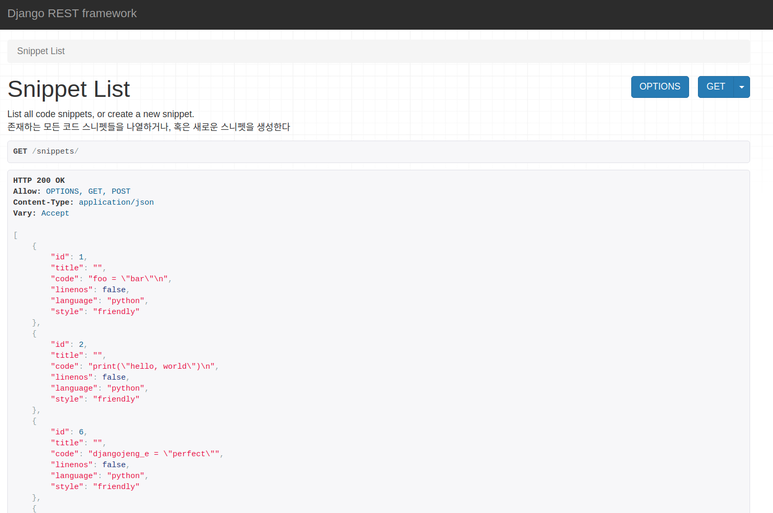 Django REST framework
Snippet List
Snippet List
OPTIONS
GET
List all code snippets, or create a new snippet.
존재하는 모든 코드 스니펫들을 나열하거나, 혹은 새로운 스니펫을 생성한다
GET /snippets/
HTTP 200 OK
Allow: OPTIONS, GET, POST
Content-Type: application/json
Vary: Accept
[
{
"id": 1,
"title": "",
"code": "foo = \"bar\"\n",
"linenos": false,
"language": "python",
"style": "friendly"
},
{
"id": 2,
"title": "",
"code": "print(\"hello, world\")\n",
"linenos": false,
"language": "python",
"style": "friendly"
},
{
"id": 6,
"title": "",
"code": "djangojeng_e = \"perfect\"",
"linenos": false,
"language": "python",
"style": "friendly"
},
{